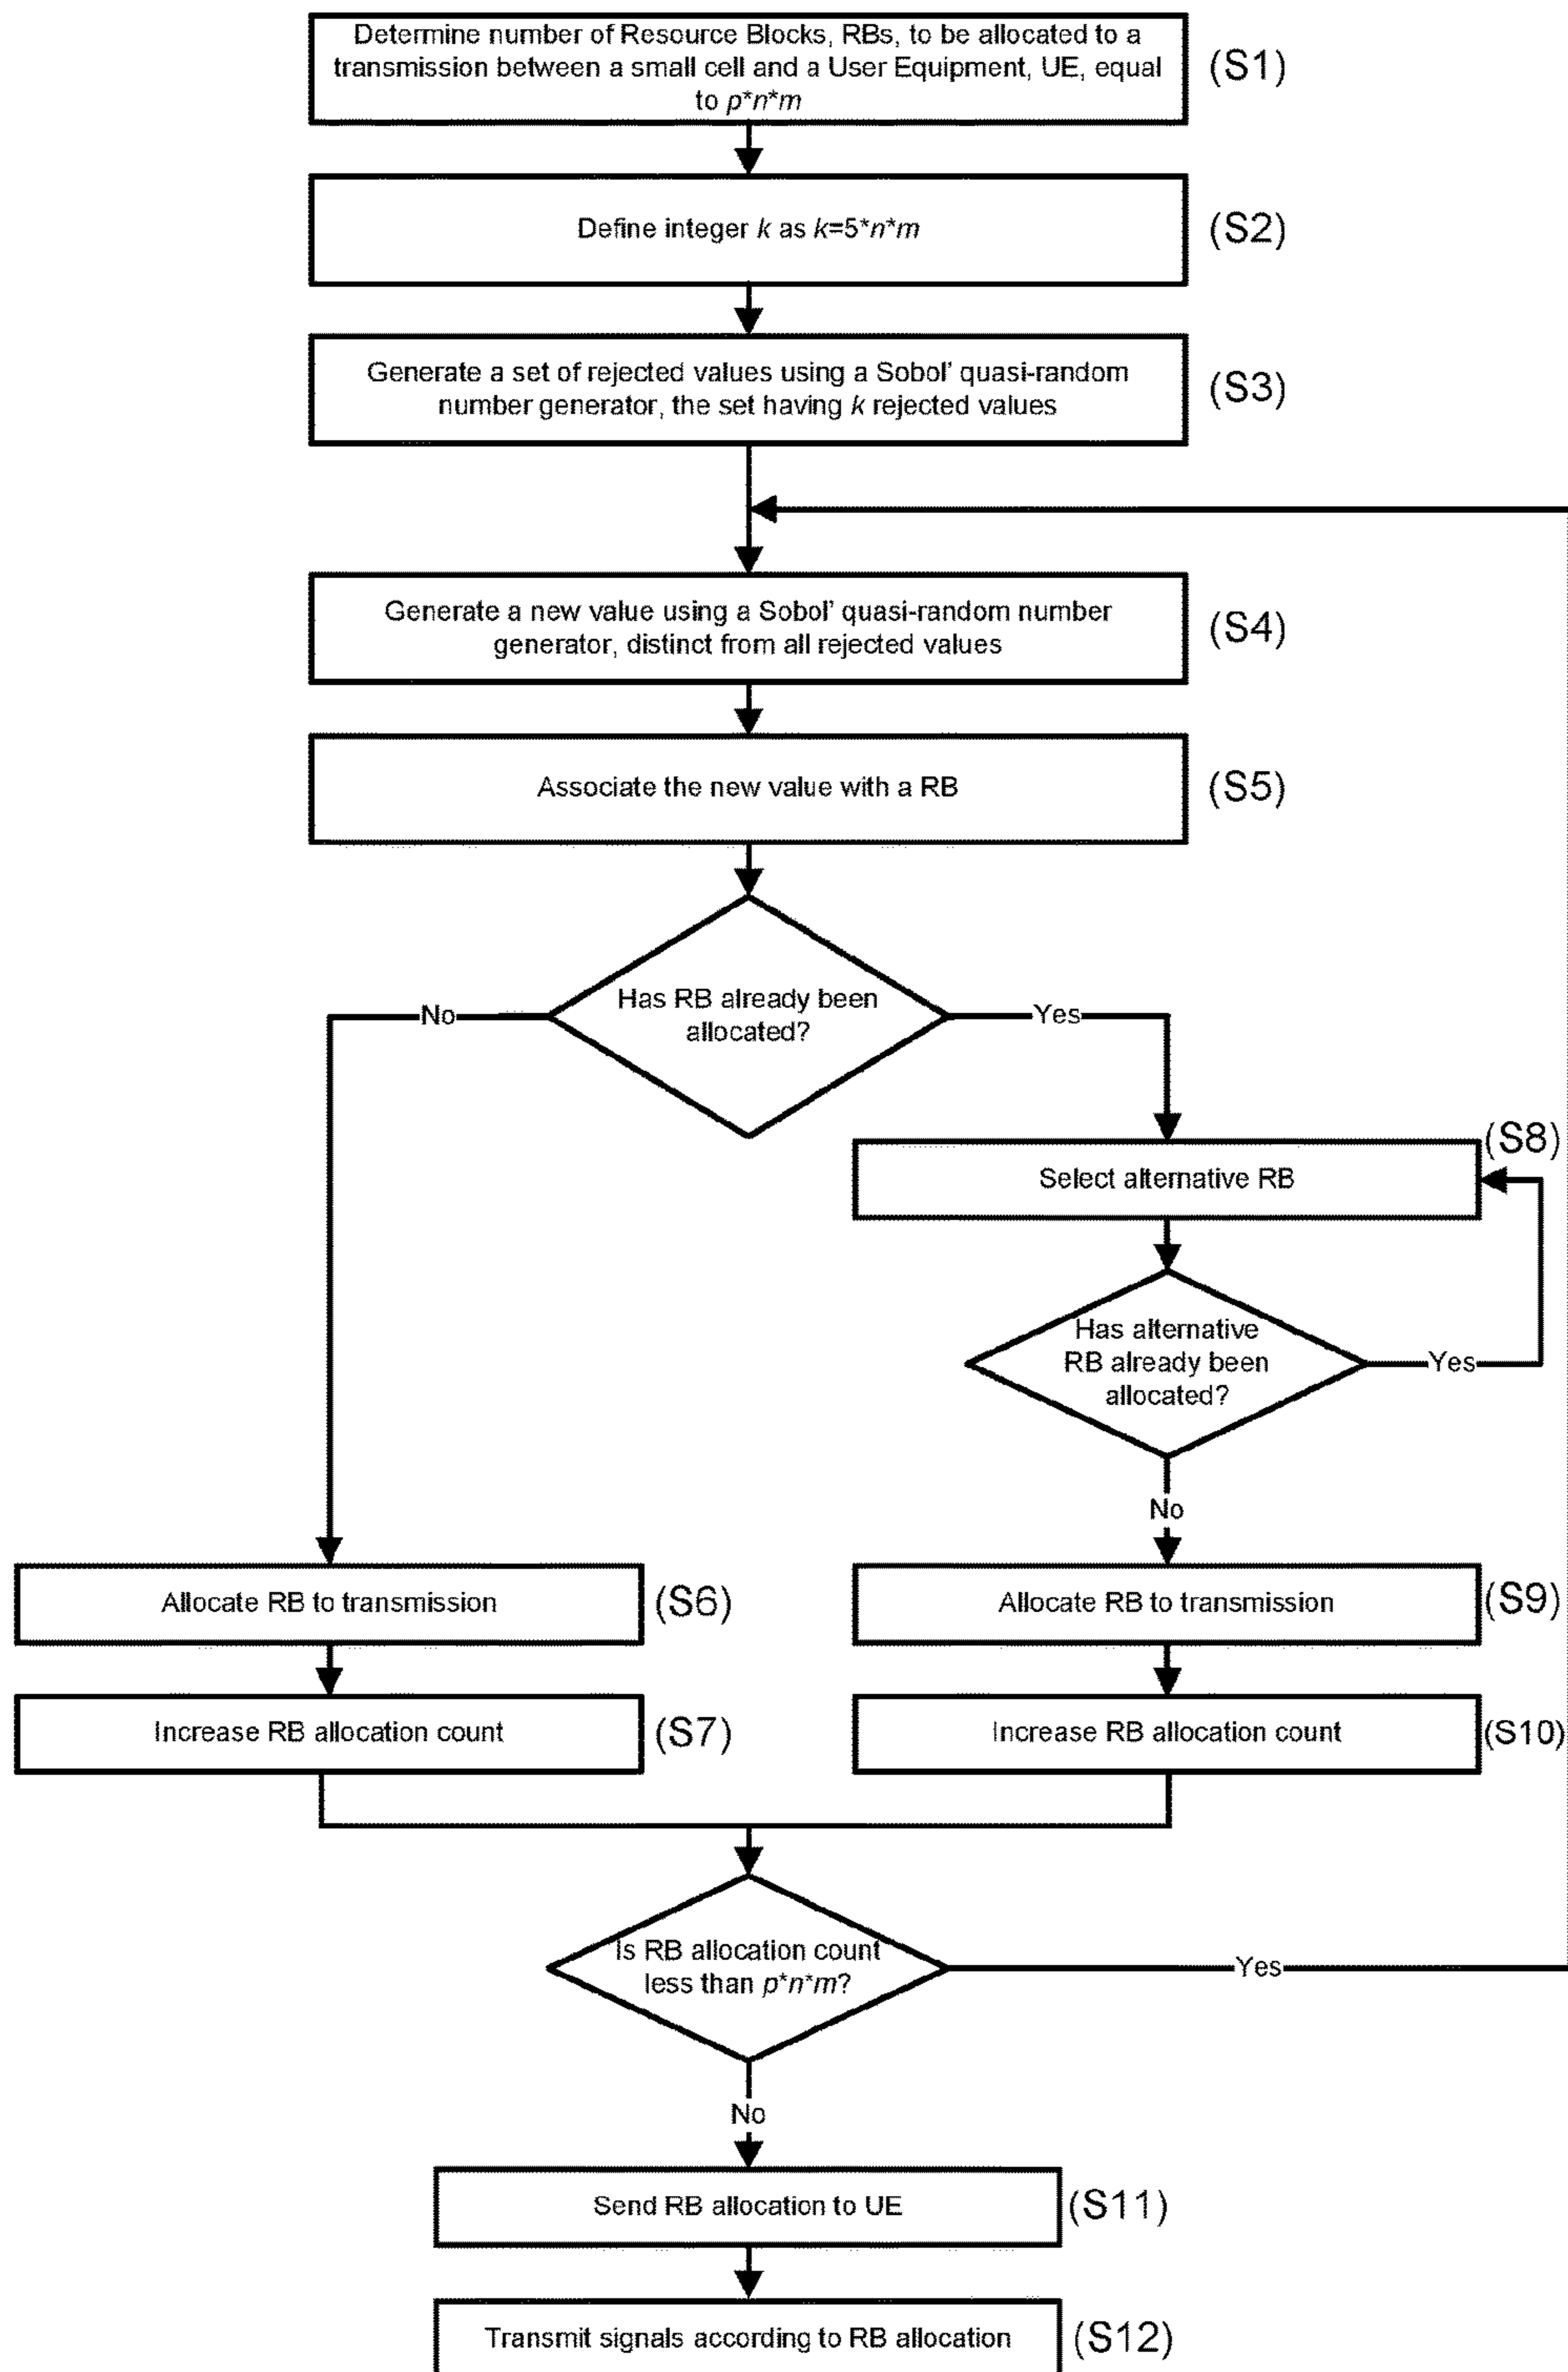 Determine number of Resource Blocks, RBs, to be allocated to a
transmission between a small cell and a User Equipment, UE, equal
to p*n*m
(S1)
Define integer k as k=5*n*m
(S2)
Generate a set of rejected values using a Sobol' quasi-random
number generator, the set having k rejected values
(S3)
Generate a new value using a Sobol' quasi-random number
generator, distinct from all rejected values
(S4)
Associate the new value with a RB
(S5)
Has RB already been
allocated?
No
Yes
(S8)
Select alternative RB
Has alternative
RB already been
allocated?
Yes
No
Allocate RB to transmission
(S6)
Allocate RB to transmission
(S9)
Increase RB allocation count
(S7)
Increase RB allocation count
(S10)
Is RB allocation count
less than p*n*m?
Yes
No
Send RB allocation to UE
(S11)
Transmit signals according to RB allocation
(S12)